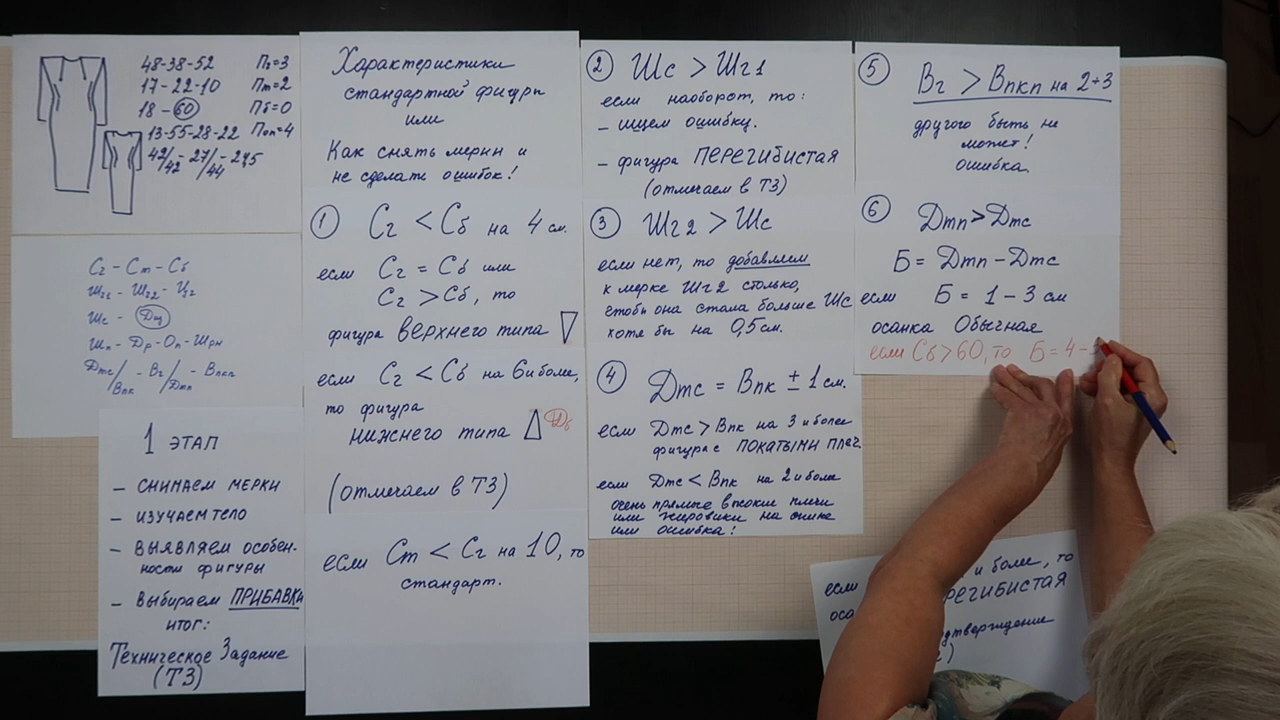 48-38-52 Пг=3
17-22-10 Пт=2
18-60 Пб=0
13-55-28-22 Поп=4
42/42-27/44-27,5
Сг-Ст-Сб
Шг1-Шг2-Цг
Шс-
Шп-Др-Оп-Шрн
Дтс/Впк-Вг/Дтп-Впкп
1 ЭТАП
- СНИМАЕМ МЕРКИ
- ИЗУЧАЕМ ТЕЛО
- ВЫЯВЛЯЕМ ОСОБЕН-
НОСТИ ФИГУРЫ
- ВЫБИРАЕМ ПРИБАВКИ
ИТОГ:
Техническое Задание
(ТЗ)
Характеристики
стандартной фигуры
или
Как снять мерки и
не сделать ошибок!
1 Сг < Сб на 4 см.
если Сг = Сб или
Сг > Сб, то
фигура ВЕРХНЕГО ТИПА
если Сг < Сб на 6 и более,
то фигура
НИЖНЕГО ТИПА
(отмечаем в ТЗ)
если Ст < Сг на 10, то
стандарт.
2 Шс > Шг1
если наоборот, то:
- ищем ошибку.
- фигура ПЕРЕГИБИСТАЯ
(отмечаем в ТЗ)
3 Шг2 > Шс
если нет, то добавляем
к мерке Шг2 столько,
чтобы она стала больше Шс
хотя бы на 0,5 см.
4 Дтс = Впк ± 1 см.
если Дтс > Впк на 3 и более
фигура с ПОКАТЫМИ ПЛЕЧ.
если Дтс < Впк на 2 и более
очень прямые высокие плечи
или жировики на спине
или ошибка!
5 Вг > Впкп на 2÷3
другого быть не
может!
ошибка.
6 Дтп > Дтс
Б = Дтп - Дтс
если Б = 1 - 3 см
осанка Обычная
если Сб > 60, то Б = 4 -
если и более, то